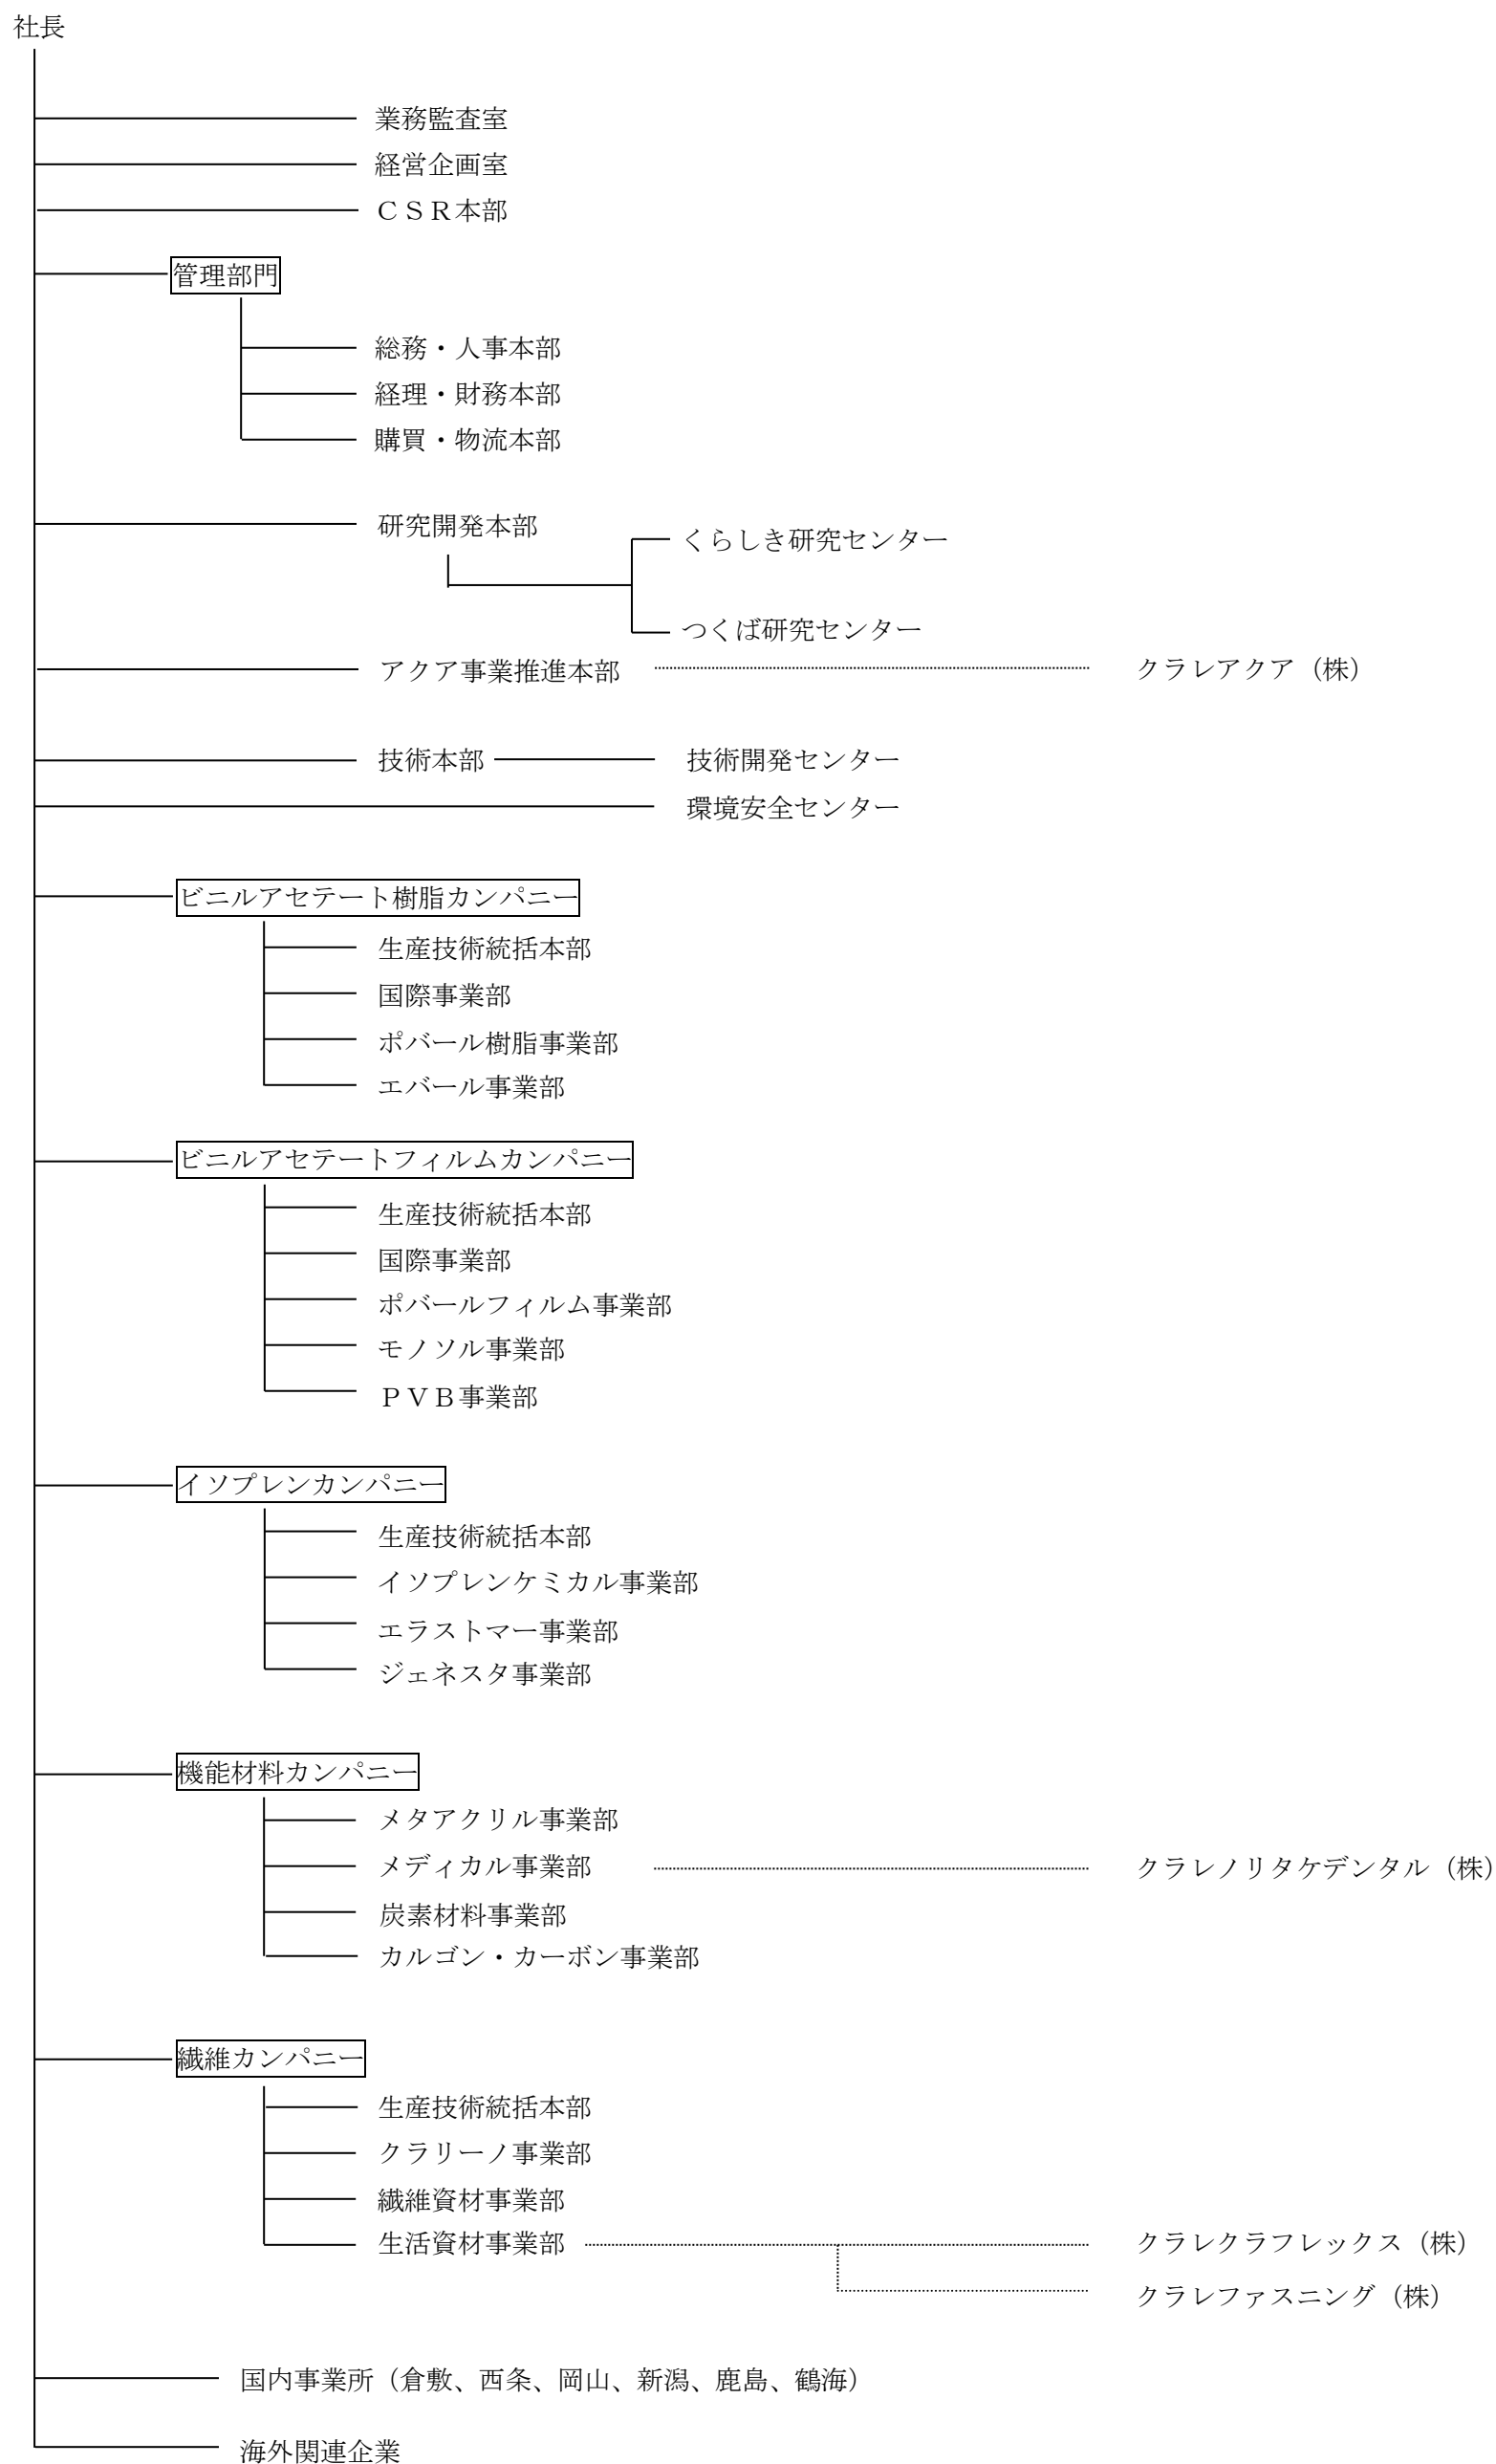 社長
業務監査室
経営企画室
ＣＳＲ本部
管理部門
総務・人事本部
経理・財務本部
購買・物流本部
研究開発本部
くらしき研究センター
つくば研究センター
アクア事業推進本部
クラレアクア（株）
技術本部
技術開発センター
環境安全センター
ビニルアセテート樹脂カンパニー
生産技術統括本部
国際事業部
ポバール樹脂事業部
エバール事業部
ビニルアセテートフィルムカンパニー
生産技術統括本部
国際事業部
ポバールフィルム事業部
モノソル事業部
ＰＶＢ事業部
イソプレンカンパニー
生産技術統括本部
イソプレンケミカル事業部
エラストマー事業部
ジェネスタ事業部
機能材料カンパニー
メタアクリル事業部
メディカル事業部
クラレノリタケデンタル（株）
炭素材料事業部
カルゴン・カーボン事業部
繊維カンパニー
生産技術統括本部
クラリーノ事業部
繊維資材事業部
生活資材事業部
クラレクラフレックス（株）
クラレファスニング（株）
国内事業所（倉敷、西条、岡山、新潟、鹿島、鶴海）
海外関連企業